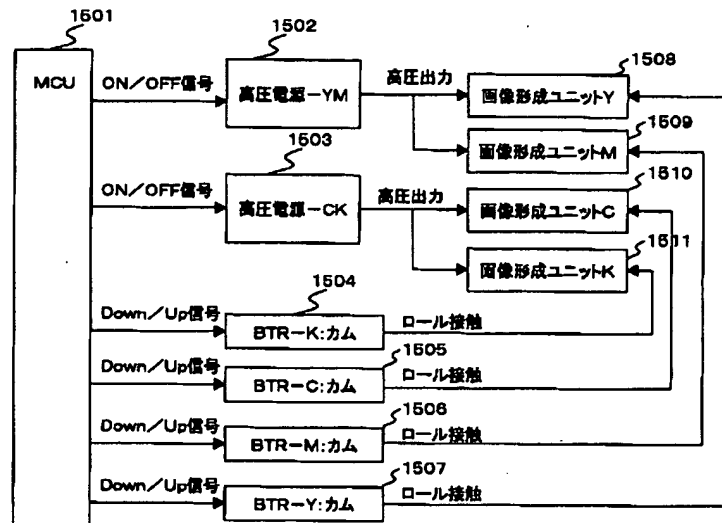 1501
MCU
ON/OFF信号
1502
高圧電源-YM
高圧出力
1508
画像形成ユニットY
1509
画像形成ユニットM
ON/OFF信号
1503
高圧電源-CK
高圧出力
1510
画像形成ユニットC
1511
画像形成ユニットK
Down/Up信号
1504
BTR-K:カム
ロール接触
Down/Up信号
1505
BTR-C:カム
ロール接触
Down/Up信号
1506
BTR-M:カム
ロール接触
Down/Up信号
1507
BTR-Y:カム
ロール接触